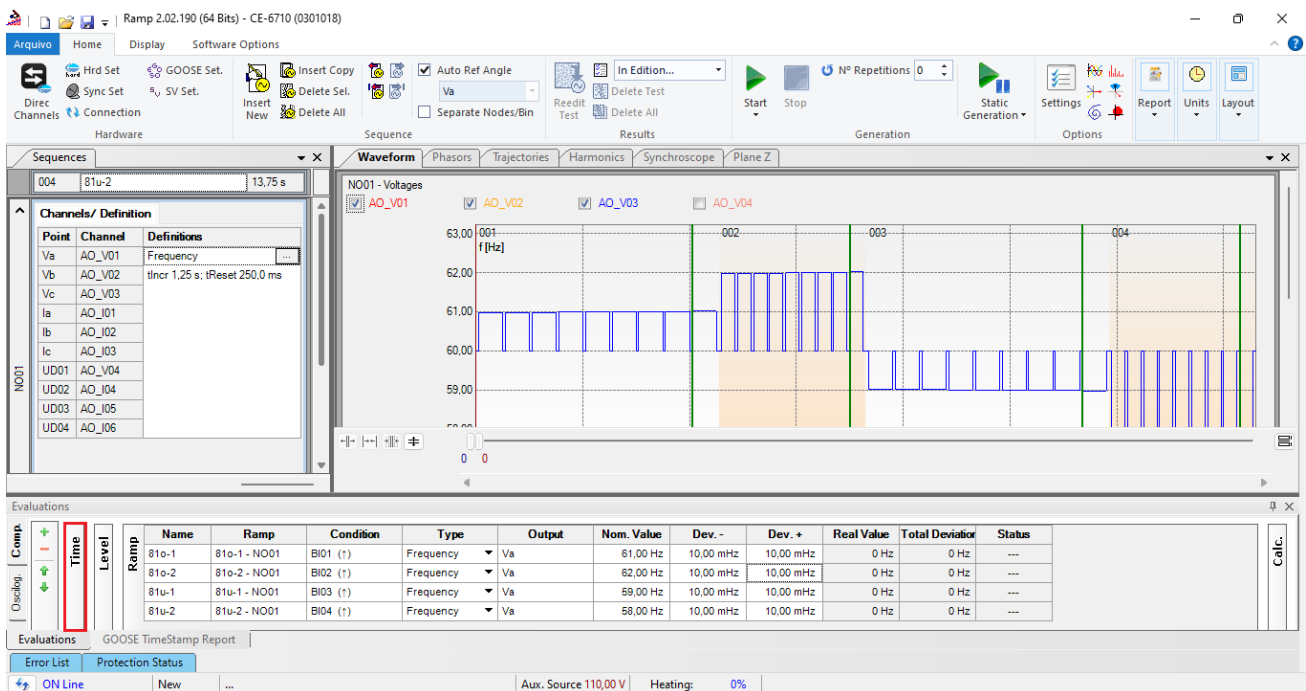 Ramp 2.02.190 (64 Bits) - CE-6710 (0301018)
Arquivo Home Display Software Options
Direc Channels
Hrd Set
Sync Set
Connection
GOOSE Set.
SV Set.
Hardware
Insert New
Insert Copy
Delete Sel.
Delete All
Auto Ref Angle
Va
Separate Nodes/Bin
Sequence
Reedit Test
In Edition...
Delete Test
Delete All
Results
Start
Stop
Nº Repetitions 0
Static Generation
Generation
Settings
Options
Report
Units
Layout
Sequences
004 81u-2 13,75 s
Channels/ Definition
Point Channel Definitions
Va AO_V01 Frequency ...
Vb AO_V02 tIncr 1,25 s; tReset 250,0 ms
Vc AO_V03
Ia AO_I01
Ib AO_I02
Ic AO_I03
UD01 AO_V04
UD02 AO_I04
UD03 AO_I05
UD04 AO_I06
NO01
Waveform Phasors Trajectories Harmonics Synchroscope Plane Z
NO01 - Voltages
AO_V01 AO_V02 AO_V03 AO_V04
63,00 001 002 003 004
f [Hz]
62,00
61,00
60,00
59,00
0 0
Evaluations
Comp.
Oscilog.
Time
Level
Ramp
Name Ramp Condition Type Output Nom. Value Dev. - Dev. + Real Value Total Deviation Status
81o-1 81o-1 - NO01 BI01 (↑) Frequency Va 61,00 Hz 10,00 mHz 10,00 mHz 0 Hz 0 Hz ---
81o-2 81o-2 - NO01 BI02 (↑) Frequency Va 62,00 Hz 10,00 mHz 10,00 mHz 0 Hz 0 Hz ---
81u-1 81u-1 - NO01 BI03 (↑) Frequency Va 59,00 Hz 10,00 mHz 10,00 mHz 0 Hz 0 Hz ---
81u-2 81u-2 - NO01 BI04 (↑) Frequency Va 58,00 Hz 10,00 mHz 10,00 mHz 0 Hz 0 Hz ---
Calc.
Evaluations GOOSE TimeStamp Report
Error List Protection Status
ON Line New ... Aux. Source 110,00 V Heating: 0%